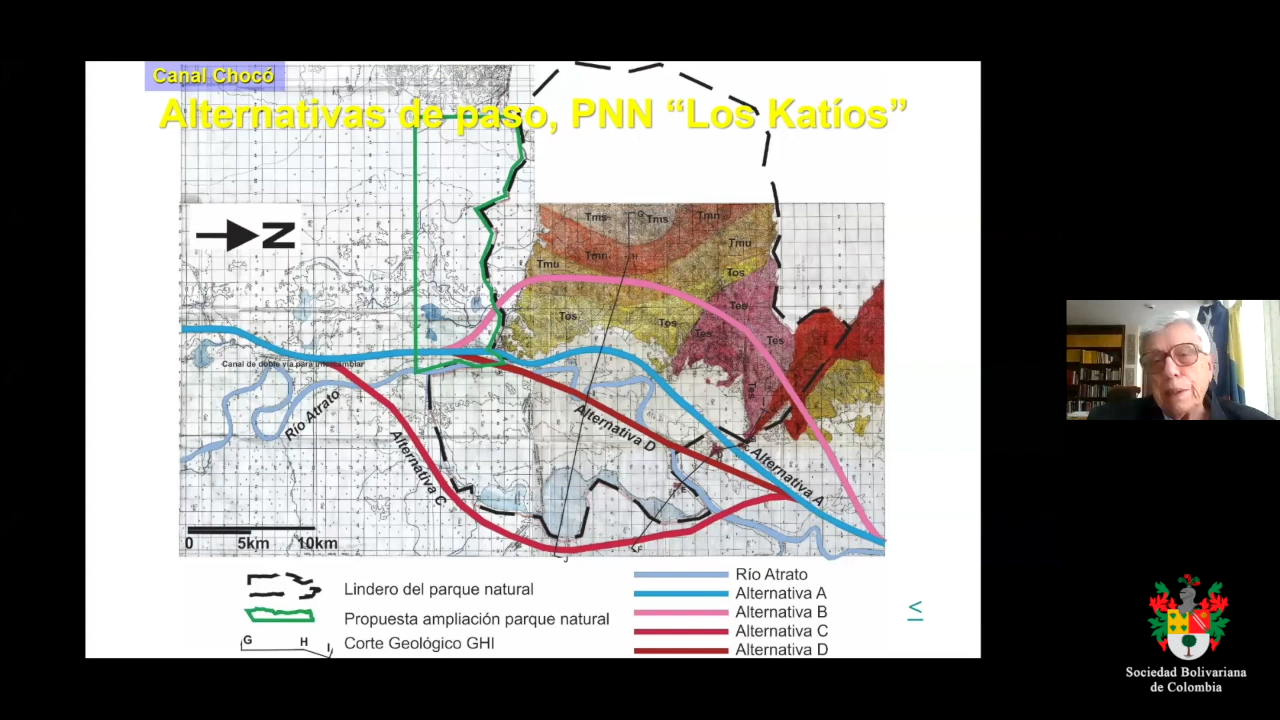 Canal Chocó
Alternativas de paso, PNN “Los Katíos”
N
Tms
G
Tms
Tmn
Tmu
Tmn
H
Tmu
Tos
Tes
Tos
Tos
Tes
Tes
Tes
Canal de doble vía para intercambiar
Río Atrato
Alternativa C
Alternativa D
Alternativa A
J
F
0 5km 10km
Lindero del parque natural
Propuesta ampliación parque natural
G H I
Corte Geológico GHI
Río Atrato
Alternativa A
Alternativa B
Alternativa C
Alternativa D
<
Sociedad Bolivariana
de Colombia